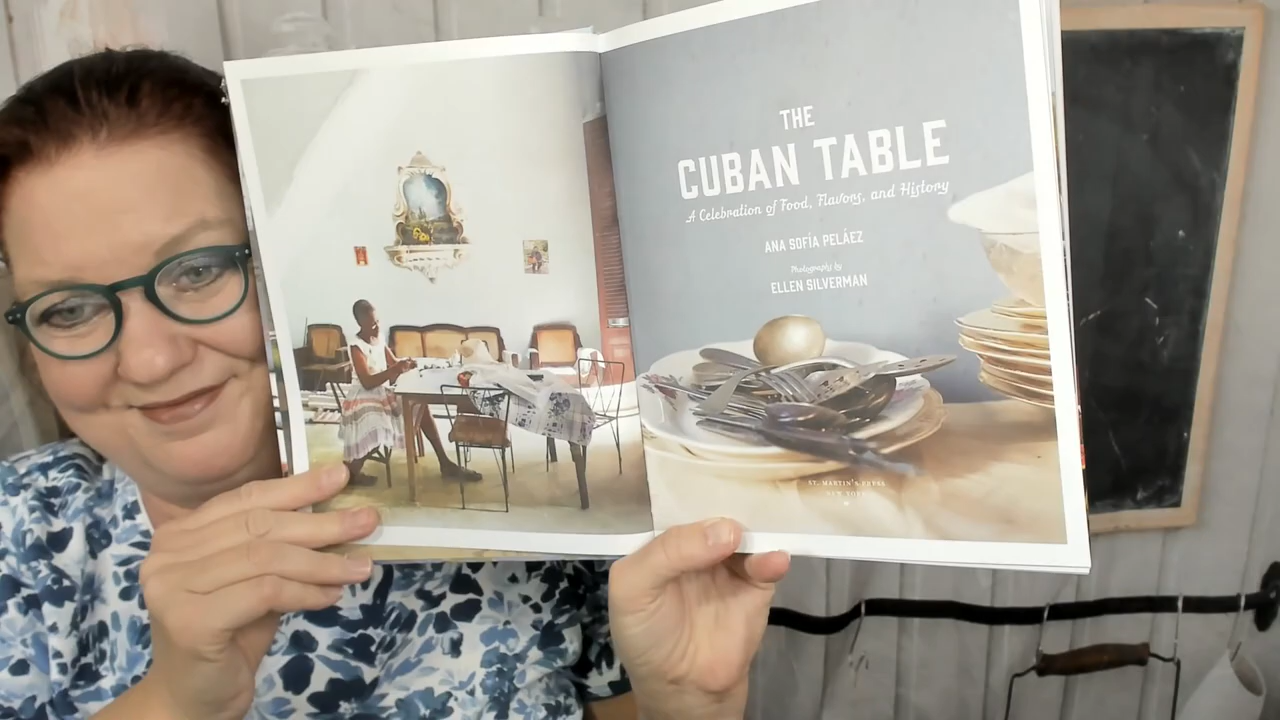 THE
CUBAN TABLE
A Celebration of Food, Flavors, and History
ANA SOFÍA PELÁEZ
Photographs by
ELLEN SILVERMAN
ST. MARTIN'S PRESS
NEW YORK